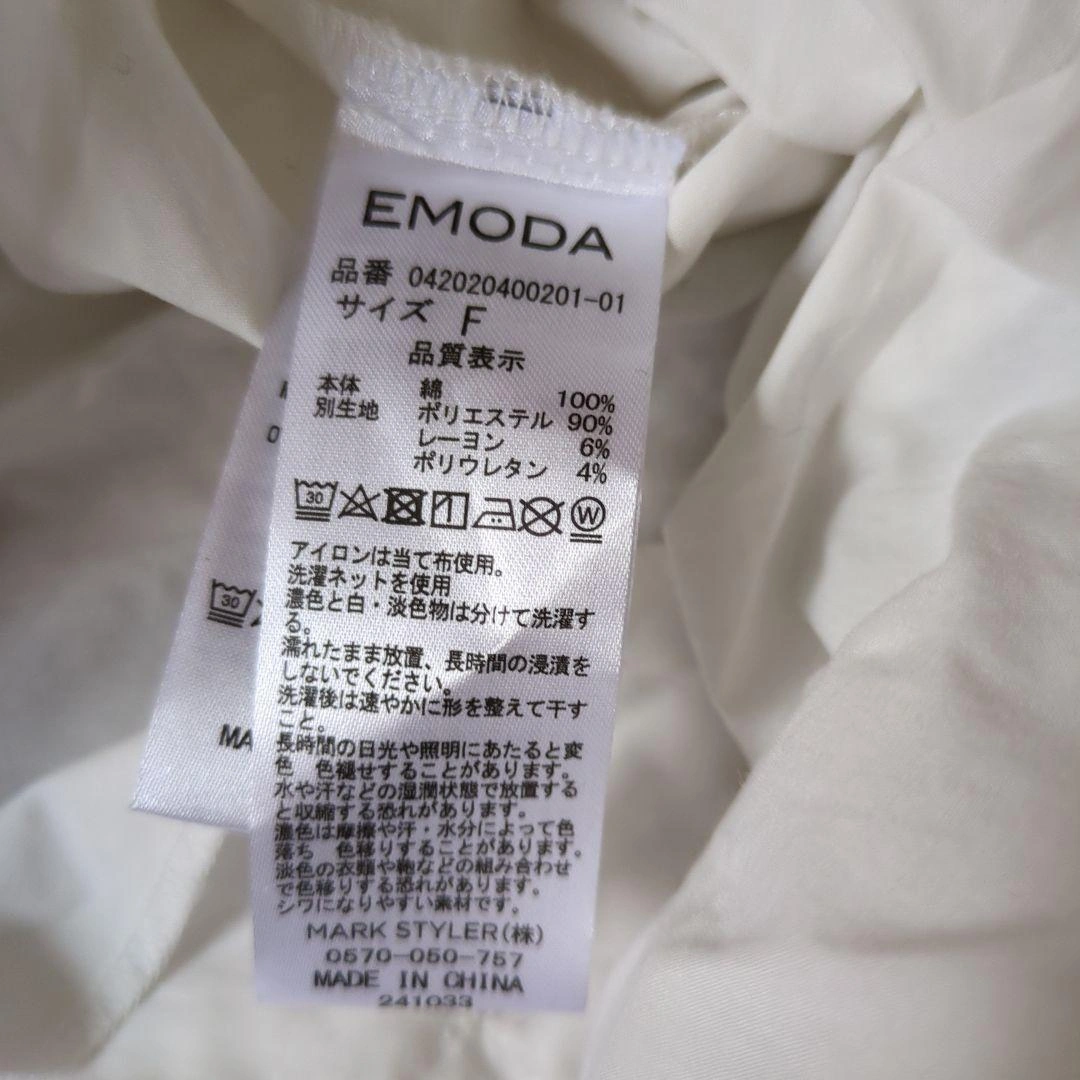 EMODA
品番 042020400201-01
サイズ F
品質表示
本体 綿 100%
別生地 ポリエステル 90%
レーヨン 6%
ポリウレタン 4%
30 W
アイロンは当て布使用。
洗濯ネットを使用
濃色と白・淡色物は分けて洗濯す
る。
濡れたまま放置、長時間の浸漬を
しないでください。
洗濯後は速やかに形を整えて干す
こと。
長時間の日光や照明にあたると変
色 色褪せすることがあります。
水や汗などの湿潤状態で放置する
と収縮する恐れがあります。
濃色は摩擦や汗・水分によって色
落ち 色移りすることがあります。
淡色の衣類や鞄などの組み合わせ
で色移りする恐れがあります。
シワになりやすい素材です。
MARK STYLER(株)
0570-050-757
MADE IN CHINA
241033
30
MA